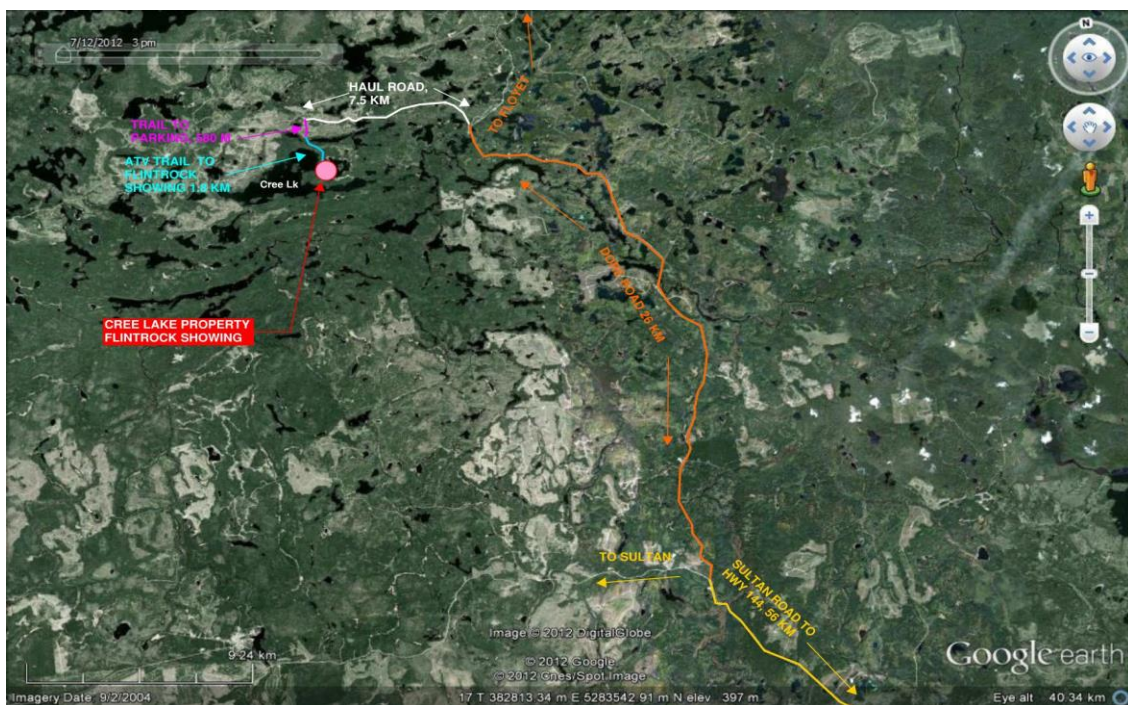 7/12/2012 3 pm
N
HAUL ROAD,
7.5 KM
TO FLOYET
TRAIL TO
PARKING,
ATV TRAIL TO
FLINTROCK
SHOWING 1.8 KM
Cree Lk
ROAD 26 KM
CREE LAKE PROPERTY
FLINTROCK SHOWING
TO SULTAN
SULTAN ROAD TO
HWY 144, 56 KM
Image © 2012 DigitalGlobe
© 2012 Google
© 2012 Cnes/Spot Image
Google earth
9.24 km
Imagery Date: 9/2/2004
17 T 382813.34 m E 5283542.91 m N elev 397 m
Eye alt 40.34 km